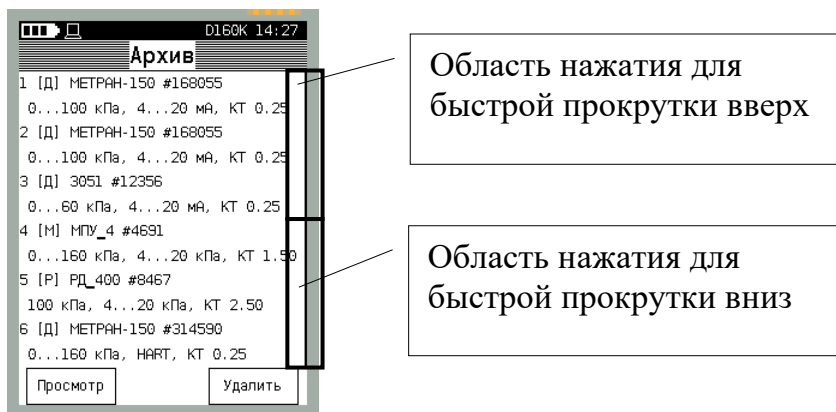 D160K 14:27
Архив
1 [Д] МЕТРАН-150 #168055
0...100 кПа, 4...20 мА, КТ 0.25
2 [Д] МЕТРАН-150 #168055
0...100 кПа, 4...20 мА, КТ 0.25
3 [Д] 3051 #12356
0...60 кПа, 4...20 мА, КТ 0.25
4 [М] МПУ_4 #4691
0...160 кПа, 4...20 кПа, КТ 1.50
5 [Р] РД_400 #8467
100 кПа, 4...20 кПа, КТ 2.50
6 [Д] МЕТРАН-150 #314590
0...160 кПа, HART, КТ 0.25
Просмотр
Удалить
Область нажатия для
быстрой прокрутки вверх
Область нажатия для
быстрой прокрутки вниз